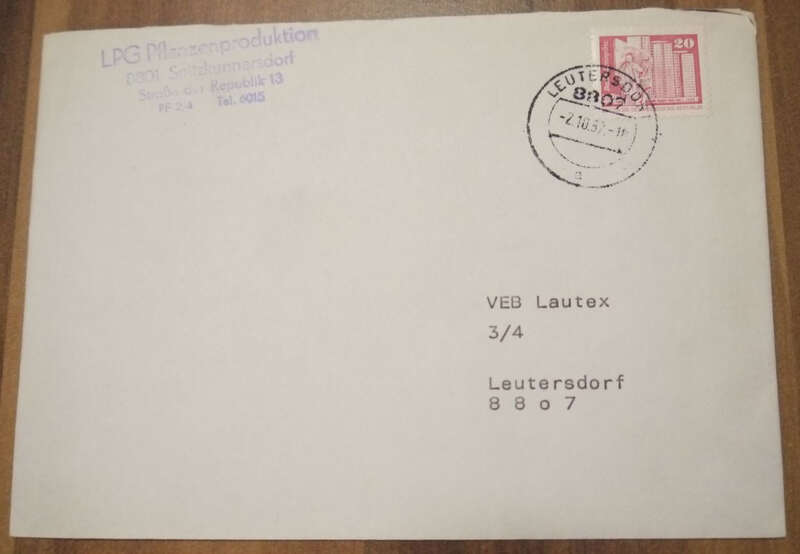 LPG Pflanzenproduktion
8801 Spitzkunnersdorf
Straße der Republik 13
PF 2/4 Tel. 6015
20
LEUTERSDORF
8807
-2.10.87.-11
a
VEB Lautex
3/4
Leutersdorf
8 8 o 7